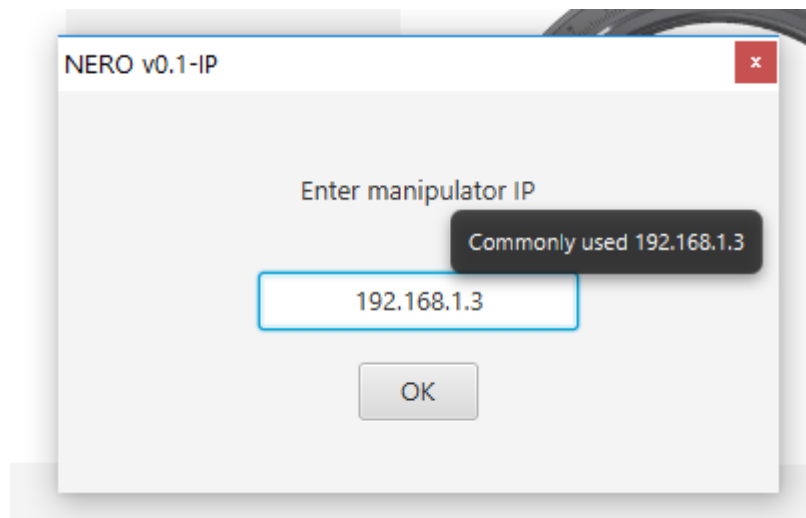 NERO v0.1-IP
x
Enter manipulator IP
Commonly used 192.168.1.3
192.168.1.3
OK